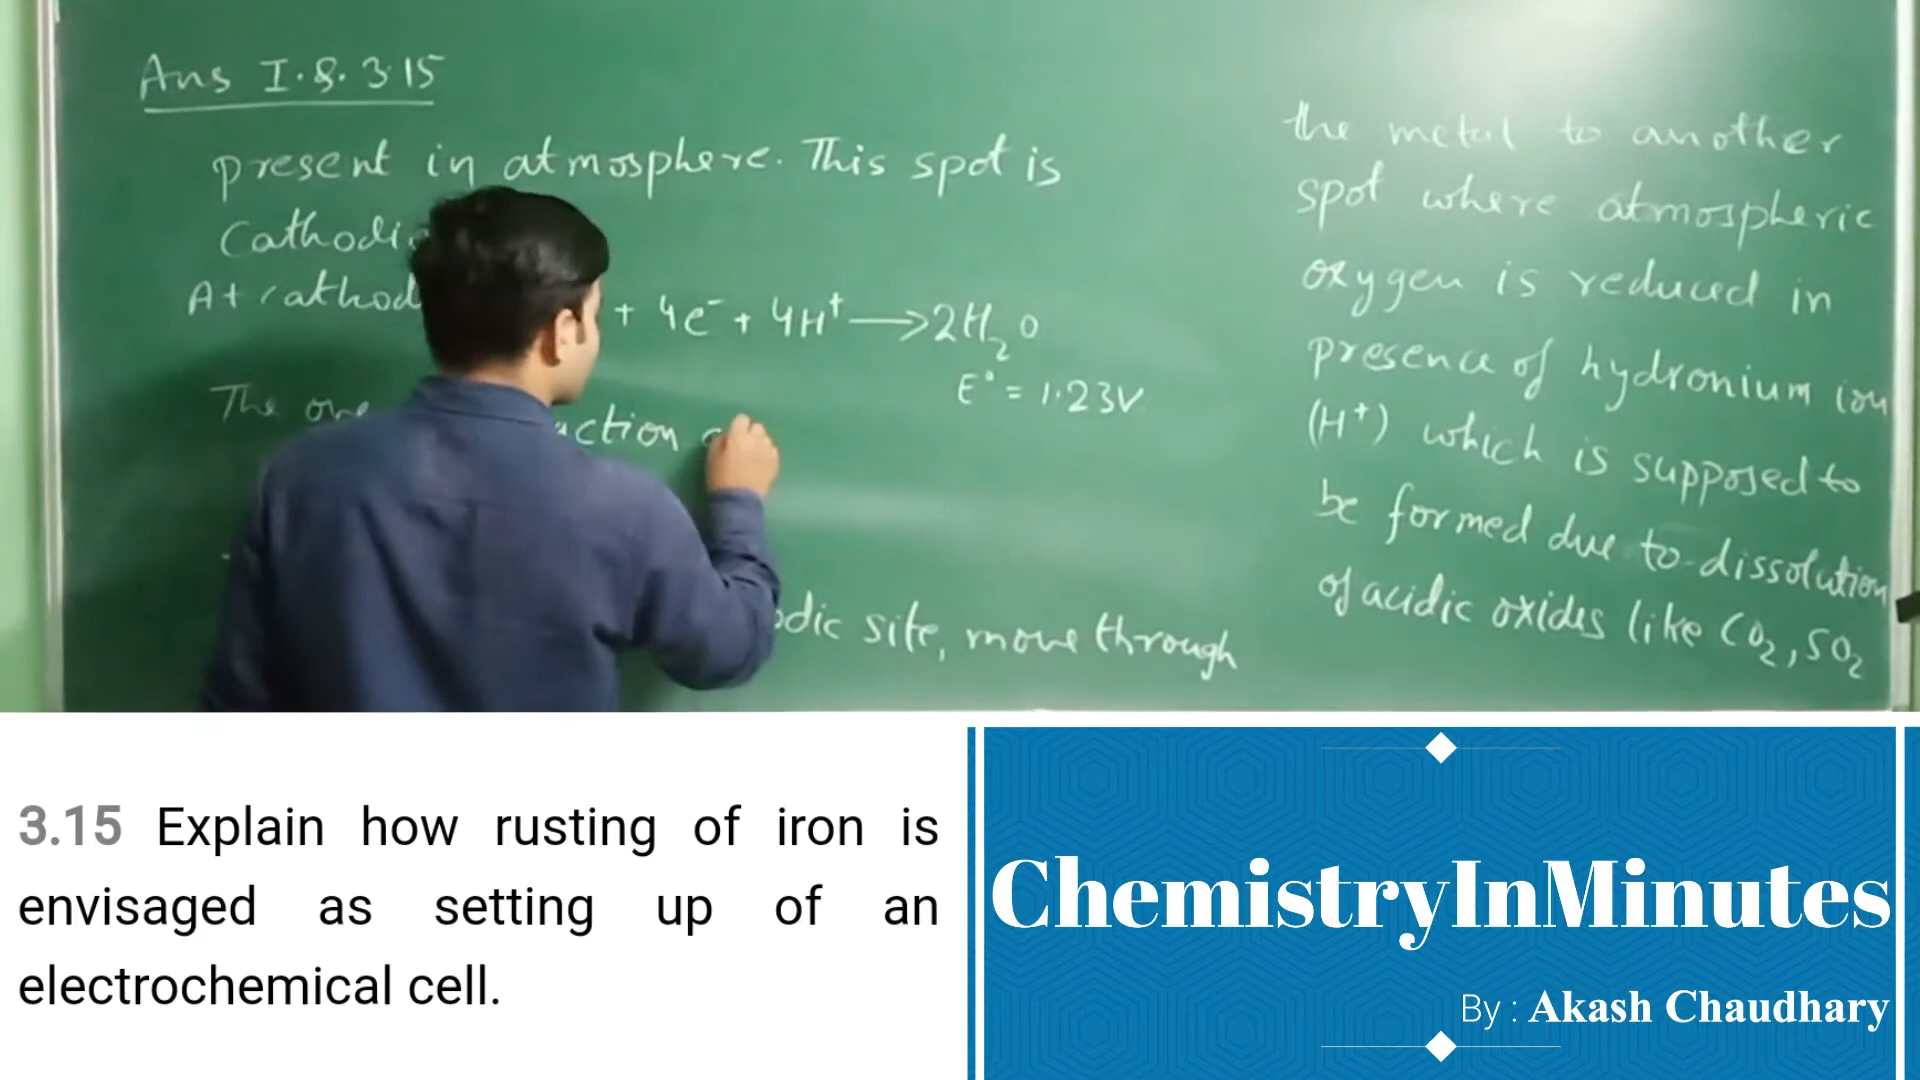 Ans I.8.3.15
present in atmosphere. This spot is
Cathodic
At cathod + 4e⁻ + 4H⁺ → 2H₂O
E° = 1.23V
The action
odic site, move through
the metal to another
spot where atmospheric
oxygen is reduced in
presence of hydronium ion
(H⁺) which is supposed to
be formed due to dissolution
of acidic oxides like CO₂, SO₂
3.15 Explain how rusting of iron is
envisaged as setting up of an
electrochemical cell.
ChemistryInMinutes
By : Akash Chaudhary